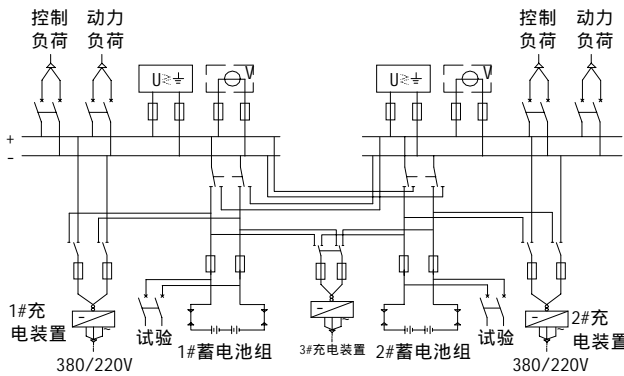 控制 动力
负荷 负荷
控制 动力
负荷 负荷
U V
U V
+
-
1#充
电装置
380/220V
试验
1#蓄电池组
3#充电装置
2#蓄电池组
试验
2#充
电装置
380/220V